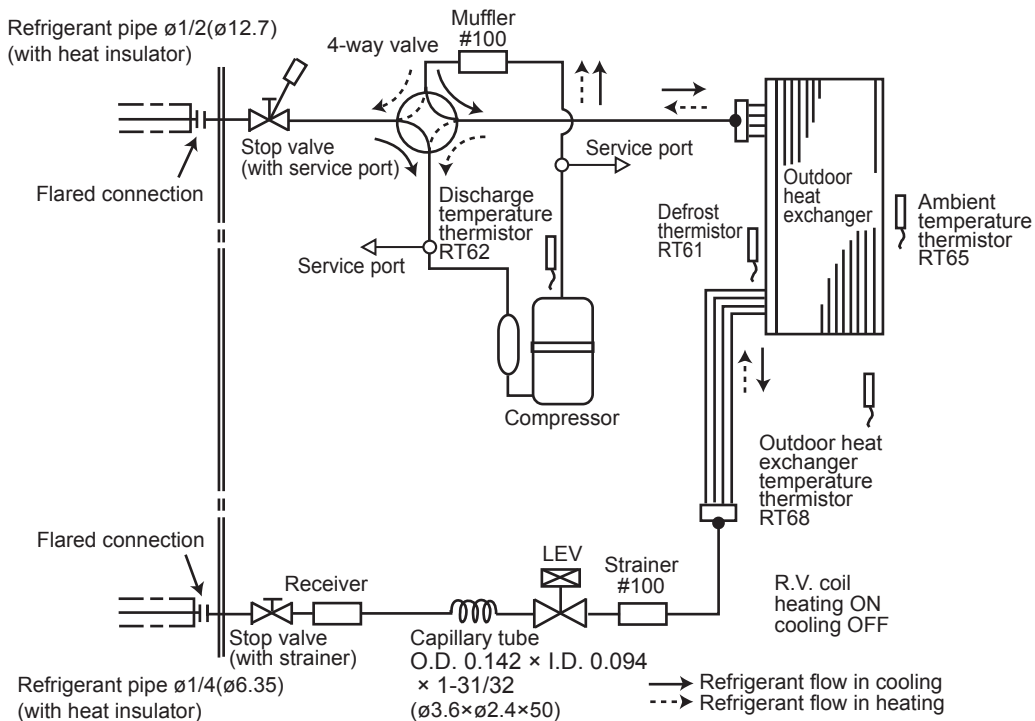 Refrigerant pipe ø1/2(ø12.7)
(with heat insulator)
Muffler
#100
4-way valve
Stop valve
(with service port)
Flared connection
Service port
Discharge
temperature
thermistor
RT62
Service port
Compressor
Outdoor
heat
exchanger
Defrost
thermistor
RT61
Ambient
temperature
thermistor
RT65
Outdoor heat
exchanger
temperature
thermistor
RT68
Flared connection
Receiver
LEV
Strainer
#100
R.V. coil
heating ON
cooling OFF
Stop valve
(with strainer)
Capillary tube
O.D. 0.142 × I.D. 0.094
× 1-31/32
(ø3.6×ø2.4×50)
Refrigerant pipe ø1/4(ø6.35)
(with heat insulator)
Refrigerant flow in cooling
Refrigerant flow in heating